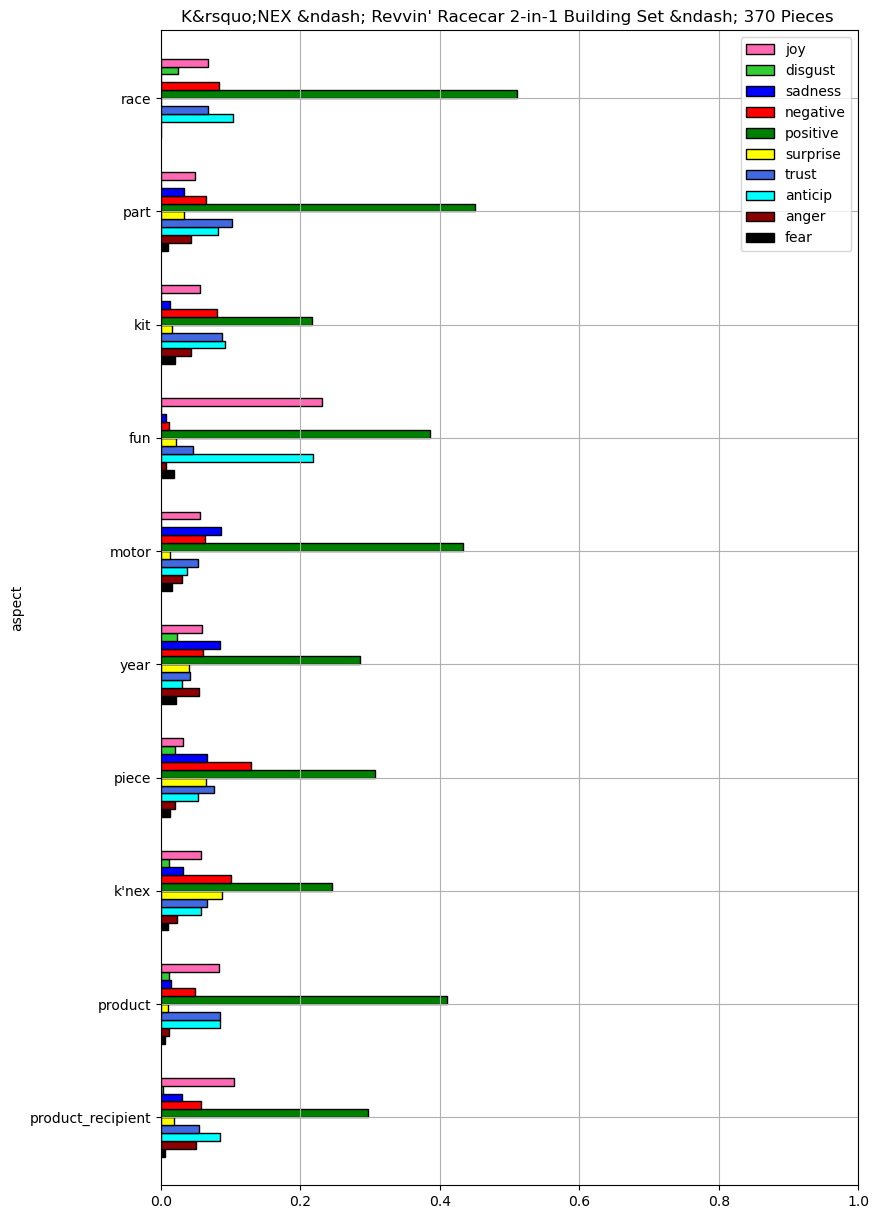 K&rsquo;NEX &ndash; Revvin' Racecar 2-in-1 Building Set &ndash; 370 Pieces
joy
disgust
sadness
negative
positive
surprise
trust
anticip
anger
fear
race
part
kit
fun
motor
year
piece
k'nex
product
product_recipient
aspect
0.0 0.2 0.4 0.6 0.8 1.0